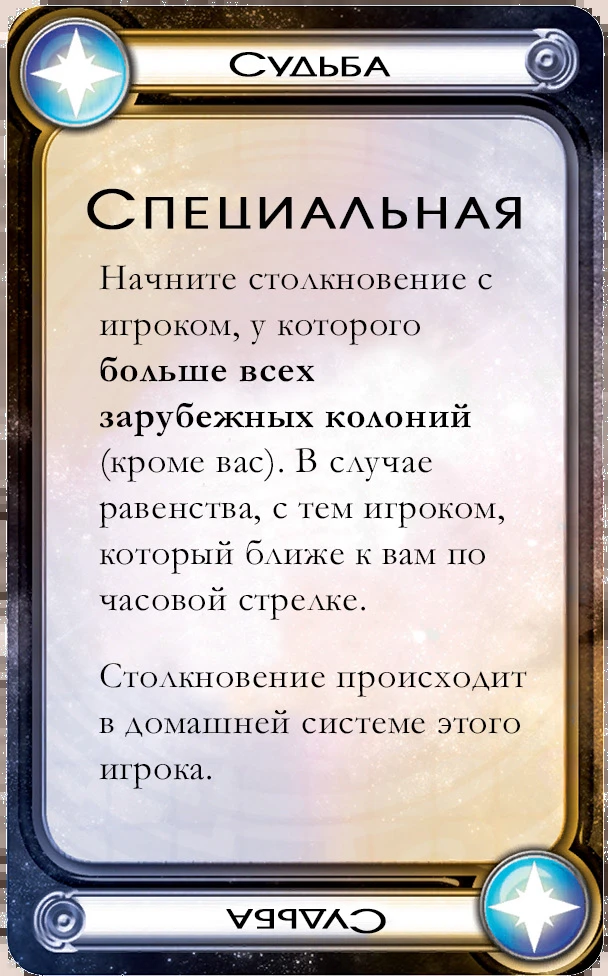 Судьба
Специальная
Начните столкновение с
игроком, у которого
больше всех
зарубежных колоний
(кроме вас). В случае
равенства, с тем игроком,
который ближе к вам по
часовой стрелке.
Столкновение происходит
в домашней системе этого
игрока.
Судьба